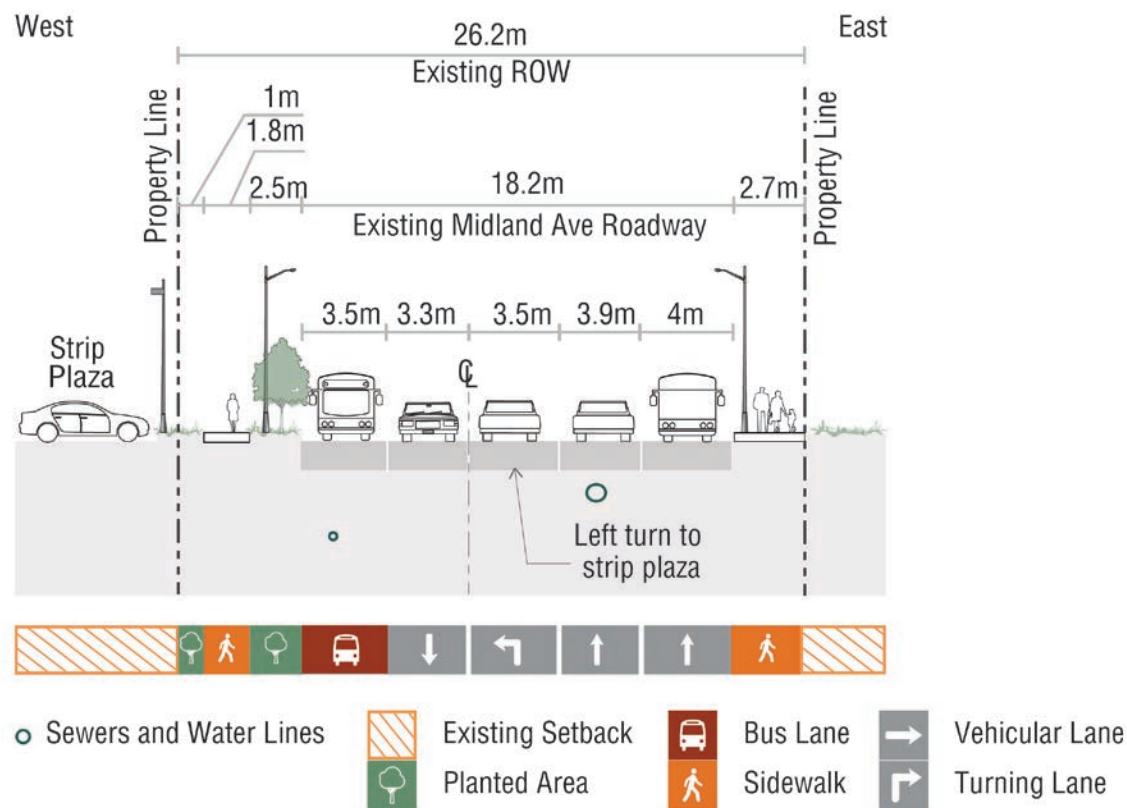 West
East
26.2m
Existing ROW
Property Line
Property Line
1m
1.8m
2.5m
18.2m
2.7m
Existing Midland Ave Roadway
3.5m
3.3m
3.5m
3.9m
4m
Strip
Plaza
℄
Left turn to
strip plaza
Sewers and Water Lines
Existing Setback
Bus Lane
Vehicular Lane
Planted Area
Sidewalk
Turning Lane